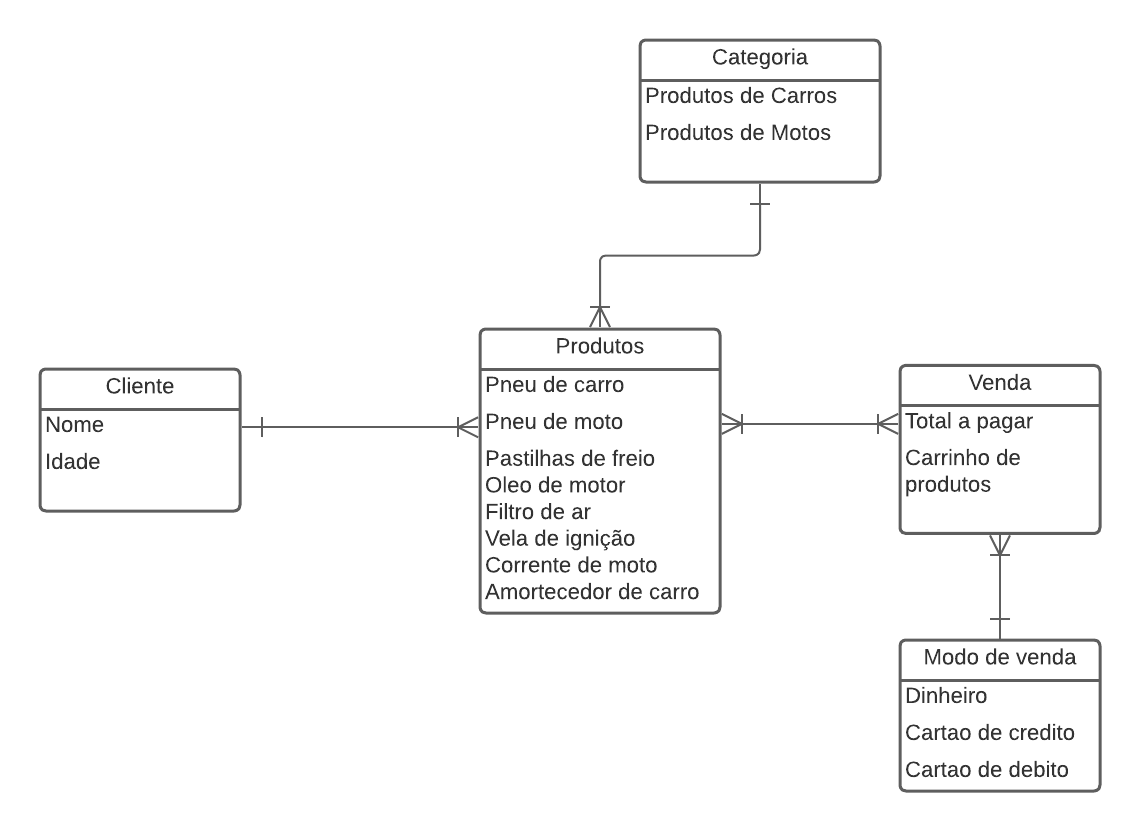 Categoria
Produtos de Carros
Produtos de Motos
Cliente
Nome
Idade
Produtos
Pneu de carro
Pneu de moto
Pastilhas de freio
Oleo de motor
Filtro de ar
Vela de ignição
Corrente de moto
Amortecedor de carro
Venda
Total a pagar
Carrinho de
produtos
Modo de venda
Dinheiro
Cartao de credito
Cartao de debito